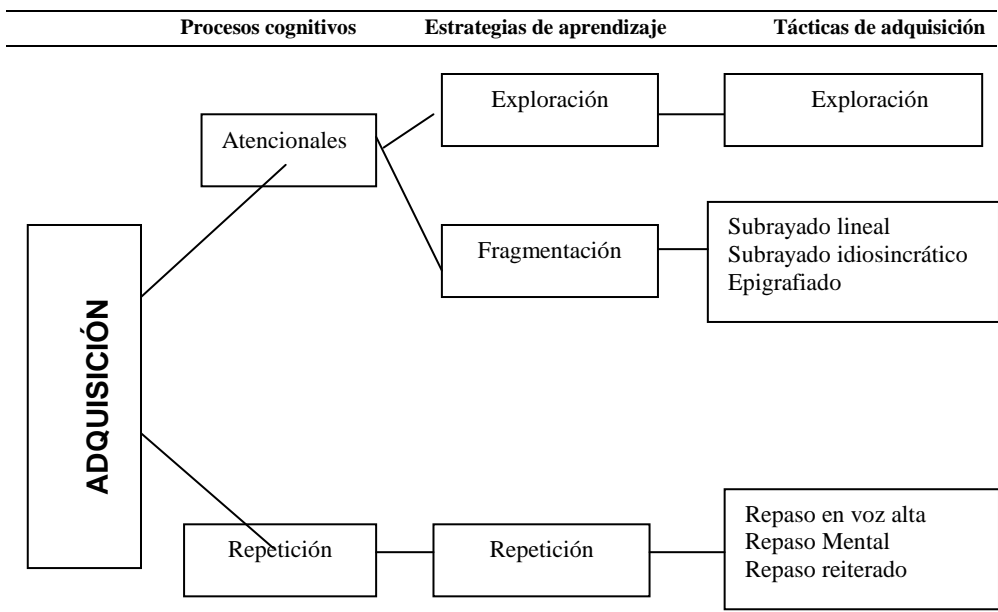 Procesos cognitivos Estrategias de aprendizaje Tácticas de adquisición
Exploración
Exploración
Atencionales
Fragmentación
Subrayado lineal
Subrayado idiosincrático
Epigrafiado
ADQUISICIÓN
Repetición
Repetición
Repaso en voz alta
Repaso Mental
Repaso reiterado